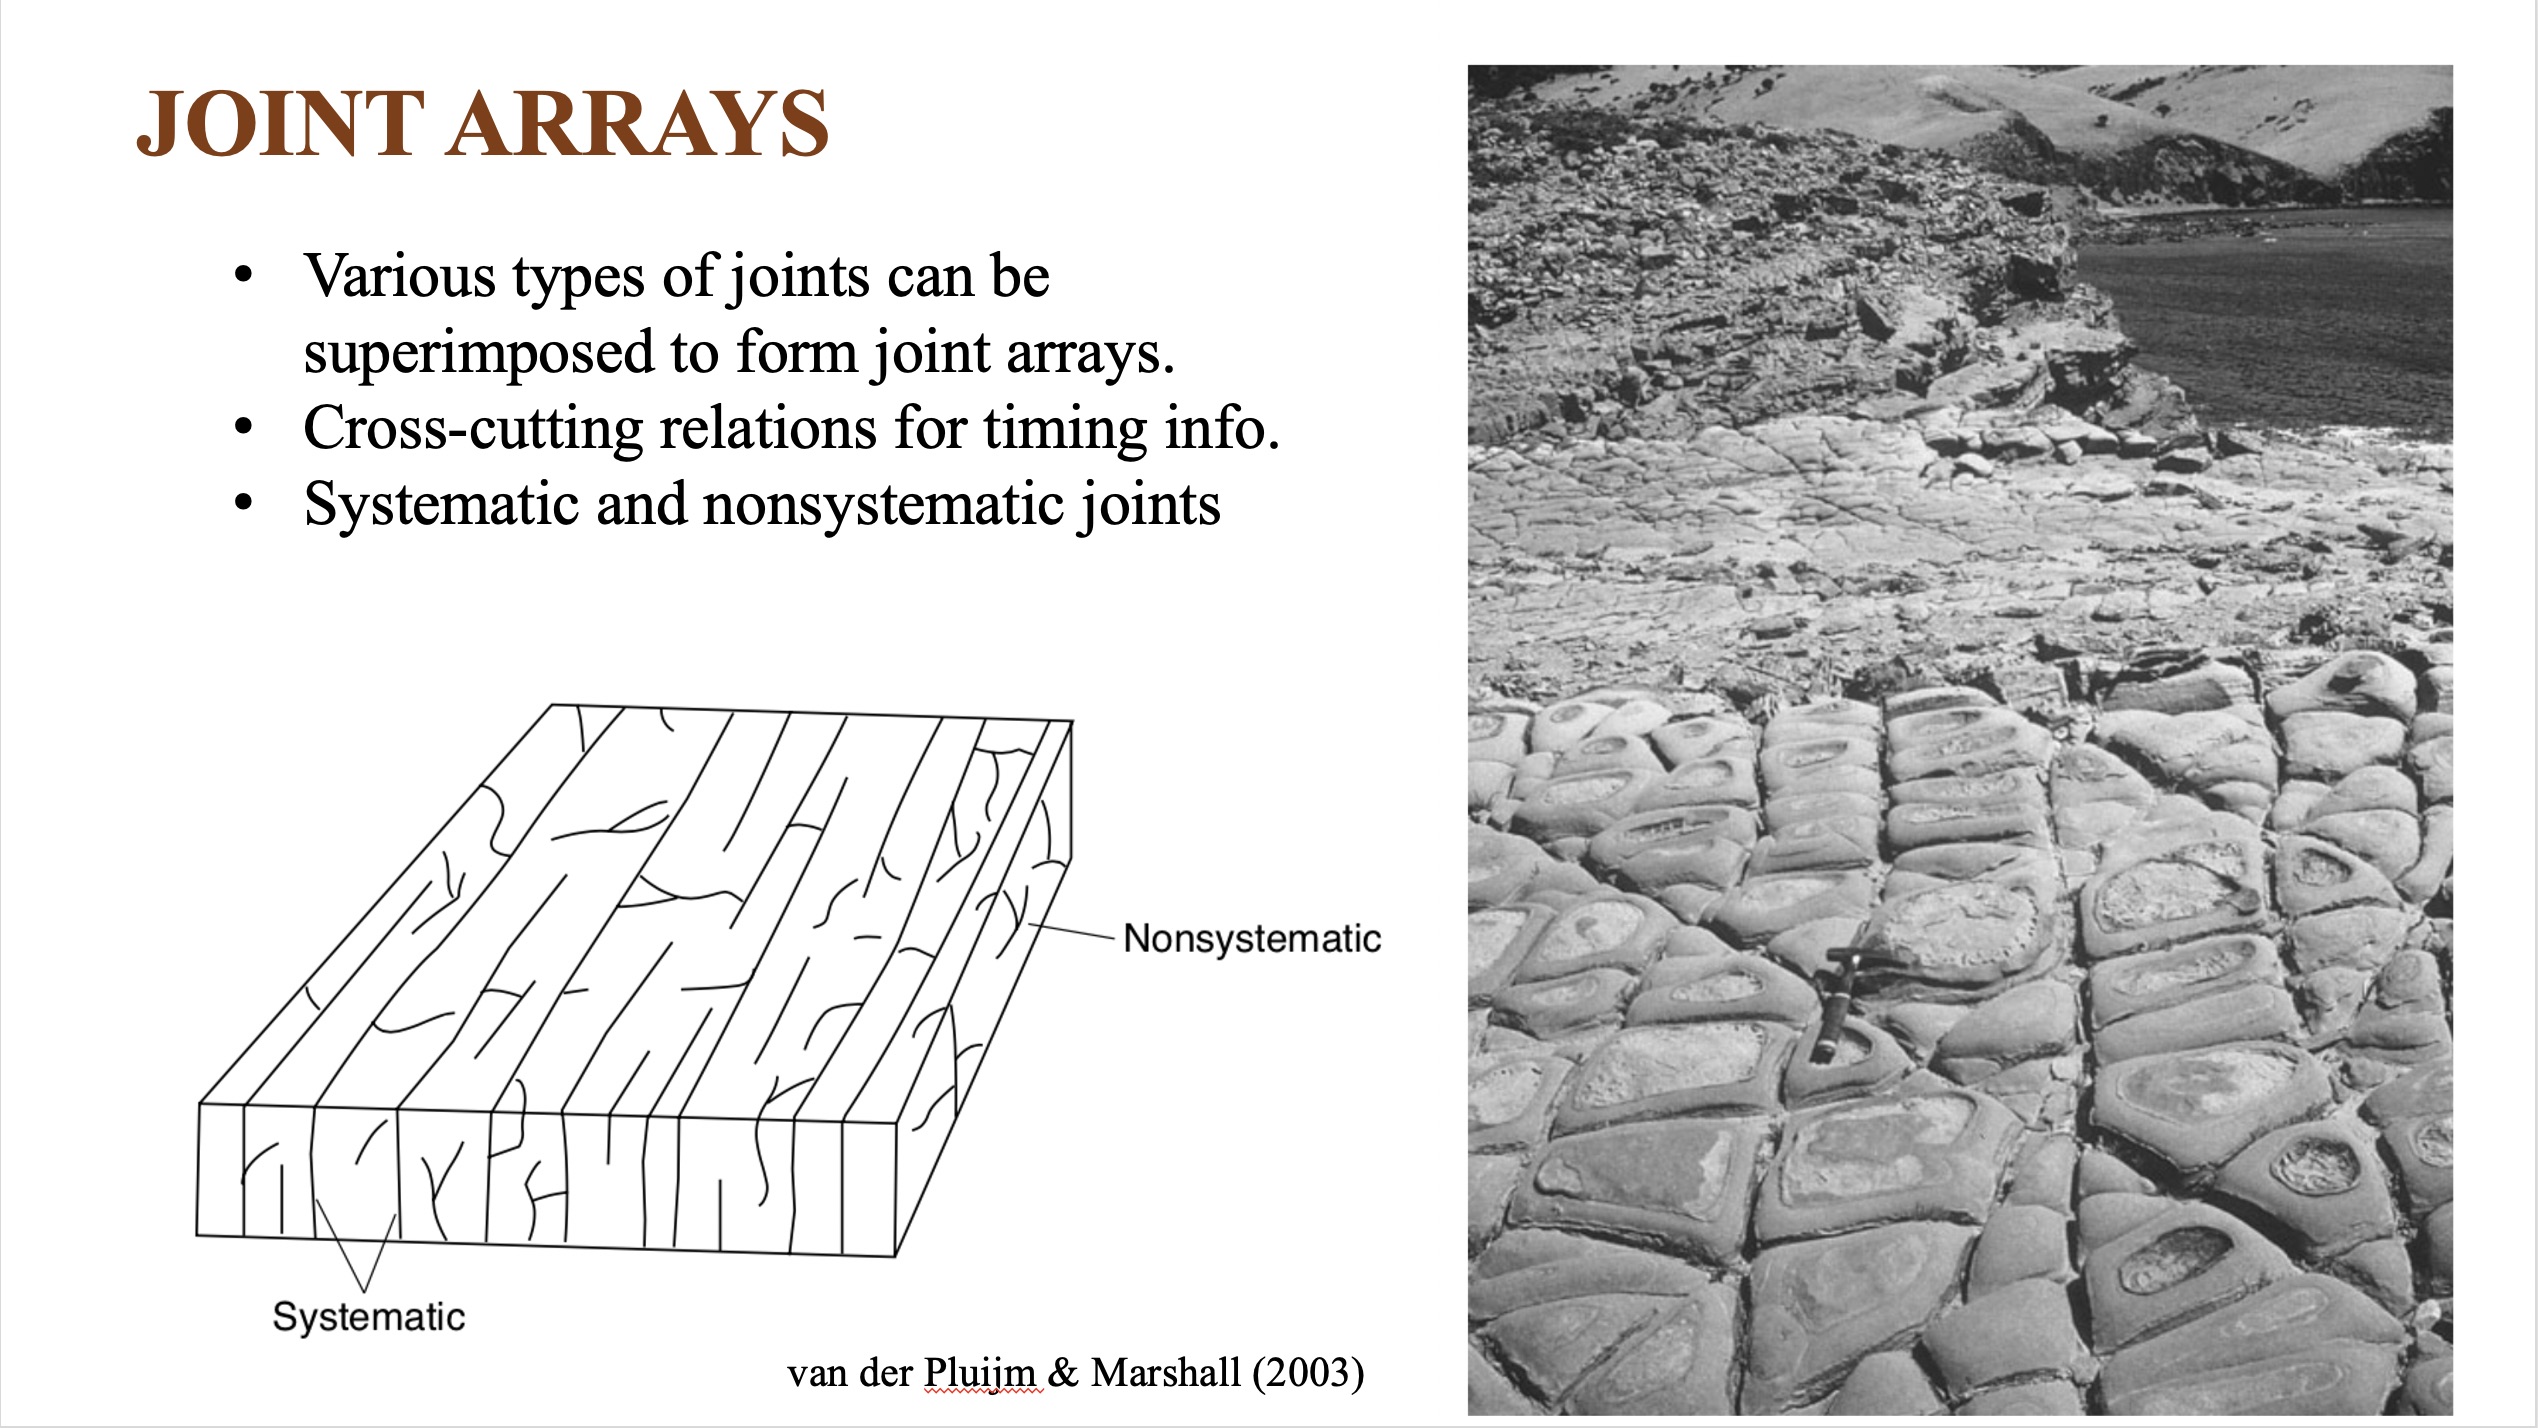 JOINT ARRAYS
• Various types of joints can be
superimposed to form joint arrays.
• Cross-cutting relations for timing info.
• Systematic and nonsystematic joints
Nonsystematic
Systematic
van der Pluijm & Marshall (2003)